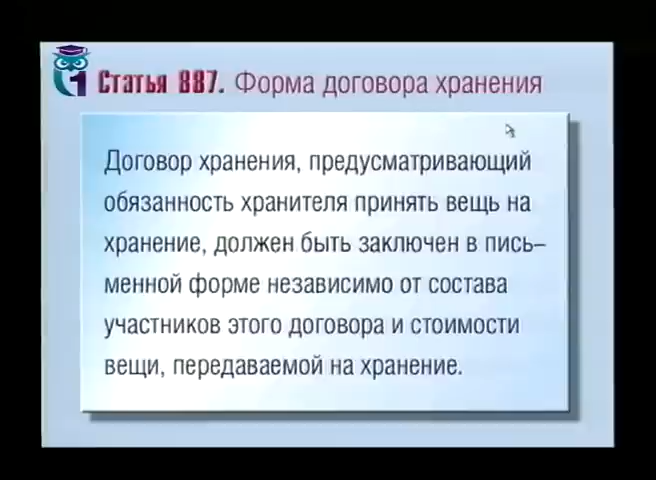 1
Статья 887. Форма договора хранения
Договор хранения, предусматривающий
обязанность хранителя принять вещь на
хранение, должен быть заключен в пись–
менной форме независимо от состава
участников этого договора и стоимости
вещи, передаваемой на хранение.